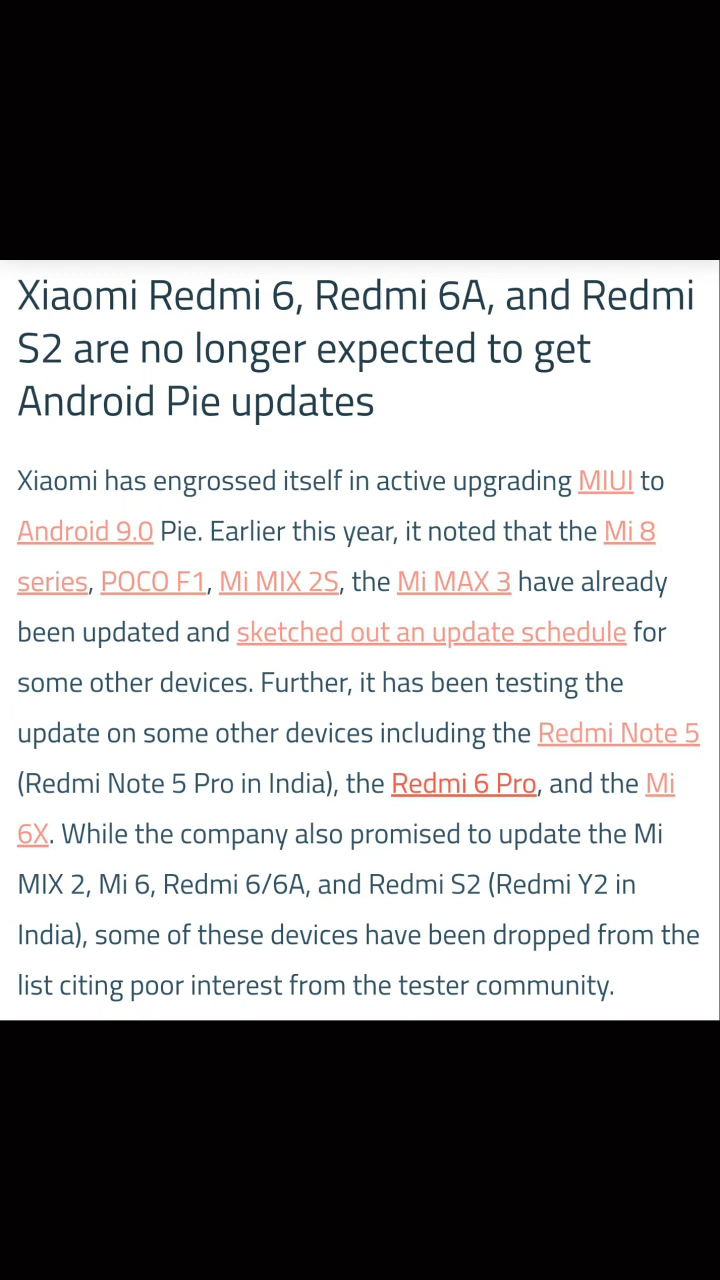 Xiaomi Redmi 6, Redmi 6A, and Redmi
S2 are no longer expected to get
Android Pie updates
Xiaomi has engrossed itself in active upgrading MIUI to
Android 9.0 Pie. Earlier this year, it noted that the Mi 8
series, POCO F1, Mi MIX 2S, the Mi MAX 3 have already
been updated and sketched out an update schedule for
some other devices. Further, it has been testing the
update on some other devices including the Redmi Note 5
(Redmi Note 5 Pro in India), the Redmi 6 Pro, and the Mi
6X. While the company also promised to update the Mi
MIX 2, Mi 6, Redmi 6/6A, and Redmi S2 (Redmi Y2 in
India), some of these devices have been dropped from the
list citing poor interest from the tester community.